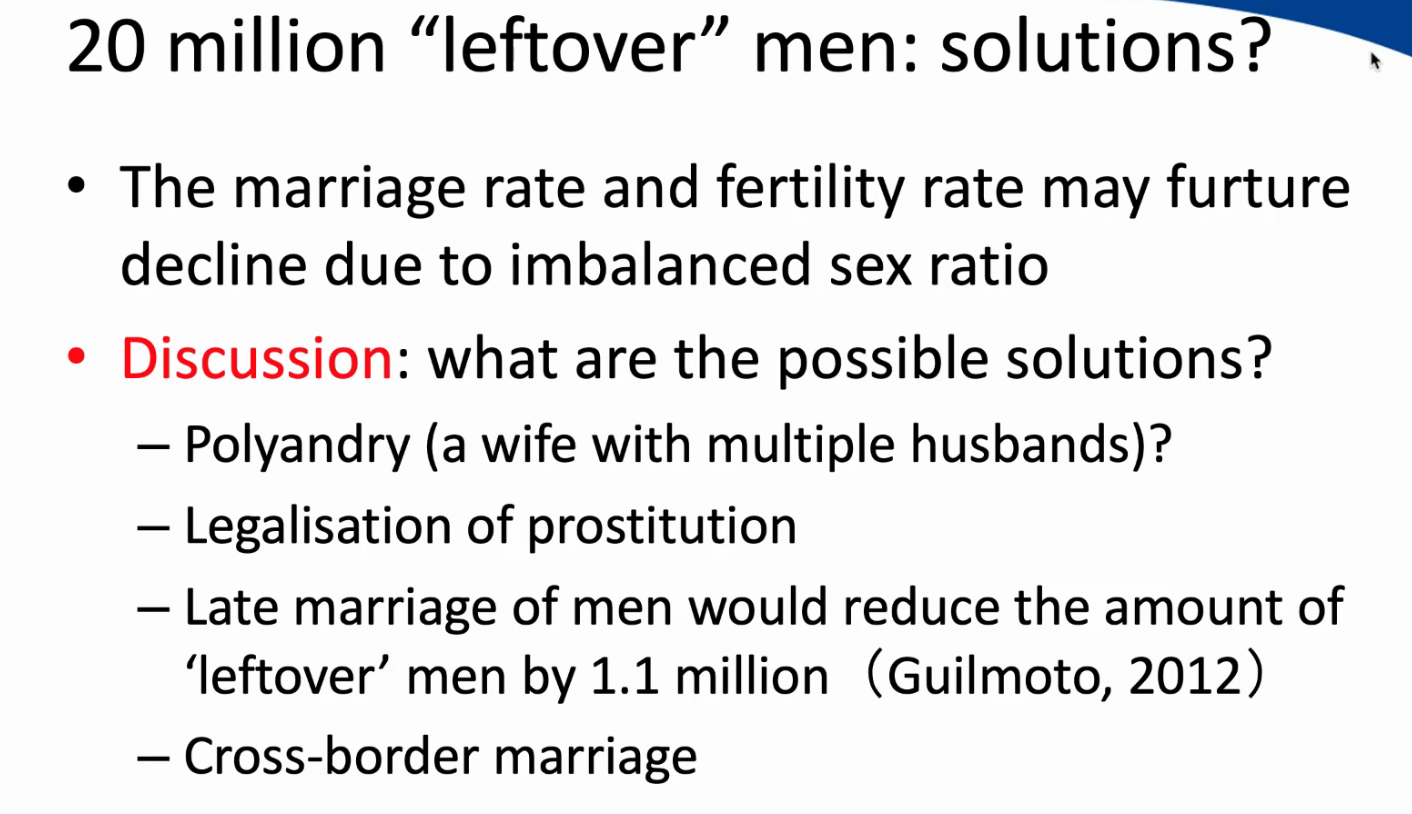 20 million “leftover” men: solutions?
• The marriage rate and fertility rate may furture
decline due to imbalanced sex ratio
• Discussion: what are the possible solutions?
– Polyandry (a wife with multiple husbands)?
– Legalisation of prostitution
– Late marriage of men would reduce the amount of
‘leftover’ men by 1.1 million（Guilmoto, 2012）
– Cross-border marriage